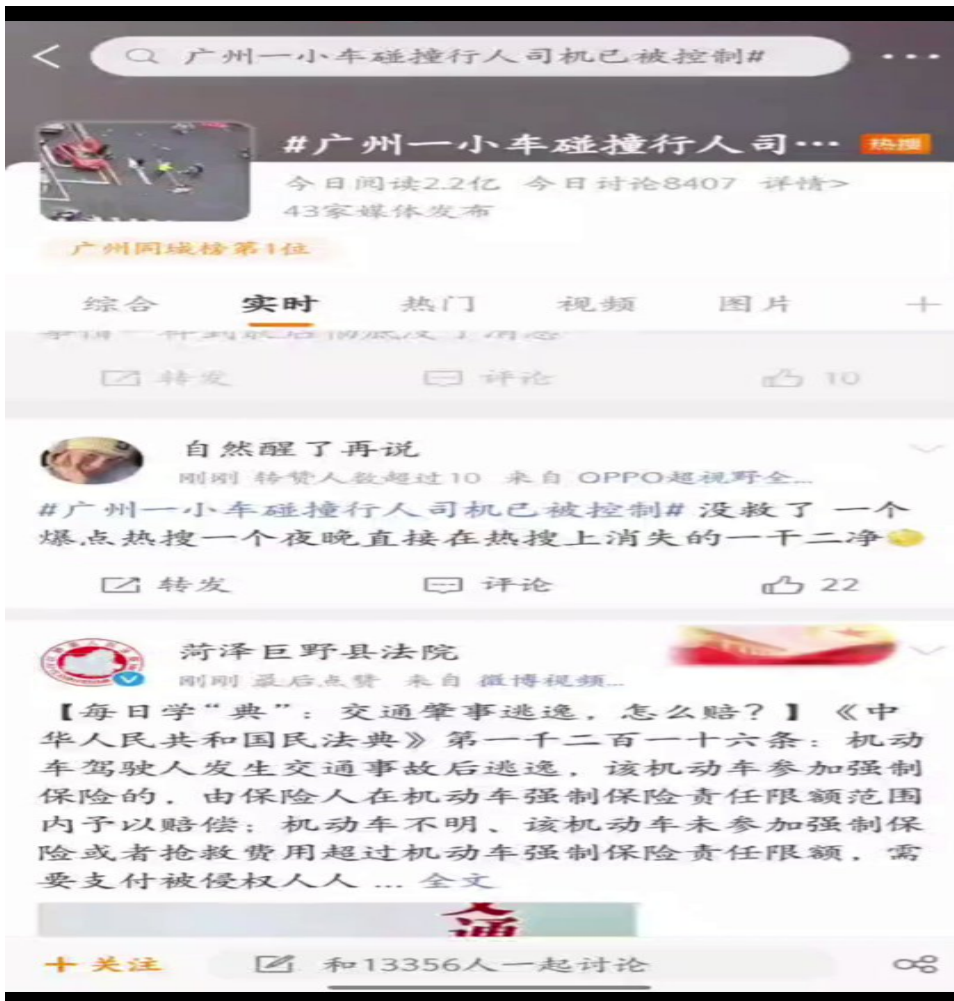 广州一小车碰撞行人司机已被控制#
#广州一小车碰撞行人司… 热搜
今日阅读2.2亿 今日讨论8407 详情>
43家媒体发布
广州同城榜第1位
综合 实时 热门 视频 图片
转发 评论 10
自然醒了再说
刚刚 转赞人数超过10 来自 OPPO超视野全...
#广州一小车碰撞行人司机已被控制# 没救了 一个
爆点热搜一个夜晚直接在热搜上消失的一干二净
转发 评论 22
菏泽巨野县法院
刚刚 最后点赞 来自 微博视频...
【每日学“典”：交通肇事逃逸，怎么赔？】《中
华人民共和国民法典》第一千二百一十六条：机动
车驾驶人发生交通事故后逃逸，该机动车参加强制
保险的，由保险人在机动车强制保险责任限额范围
内予以赔偿；机动车不明、该机动车未参加强制保
险或者抢救费用超过机动车强制保险责任限额，需
要支付被侵权人人 ... 全文
通
+ 关注 和13356人一起讨论